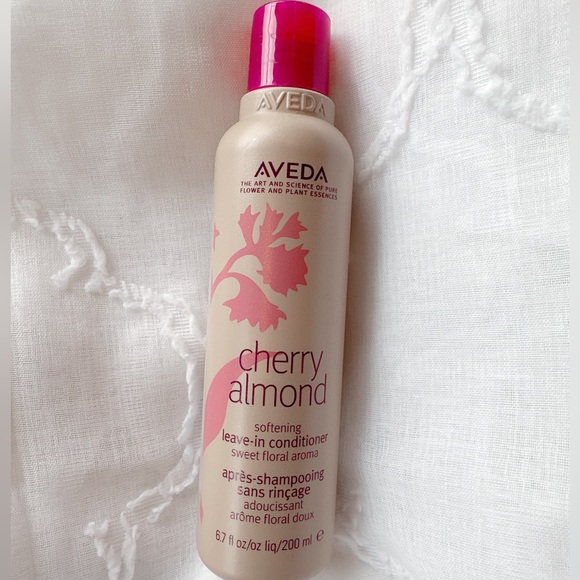 AVEDA
AVEDA
THE ART AND SCIENCE OF PURE
FLOWER AND PLANT ESSENCES
cherry
almond
softening
leave-in conditioner
sweet floral aroma
après-shampooing
sans rinçage
adoucissant
arôme floral doux
6.7 fl oz/oz liq/200 ml ℮